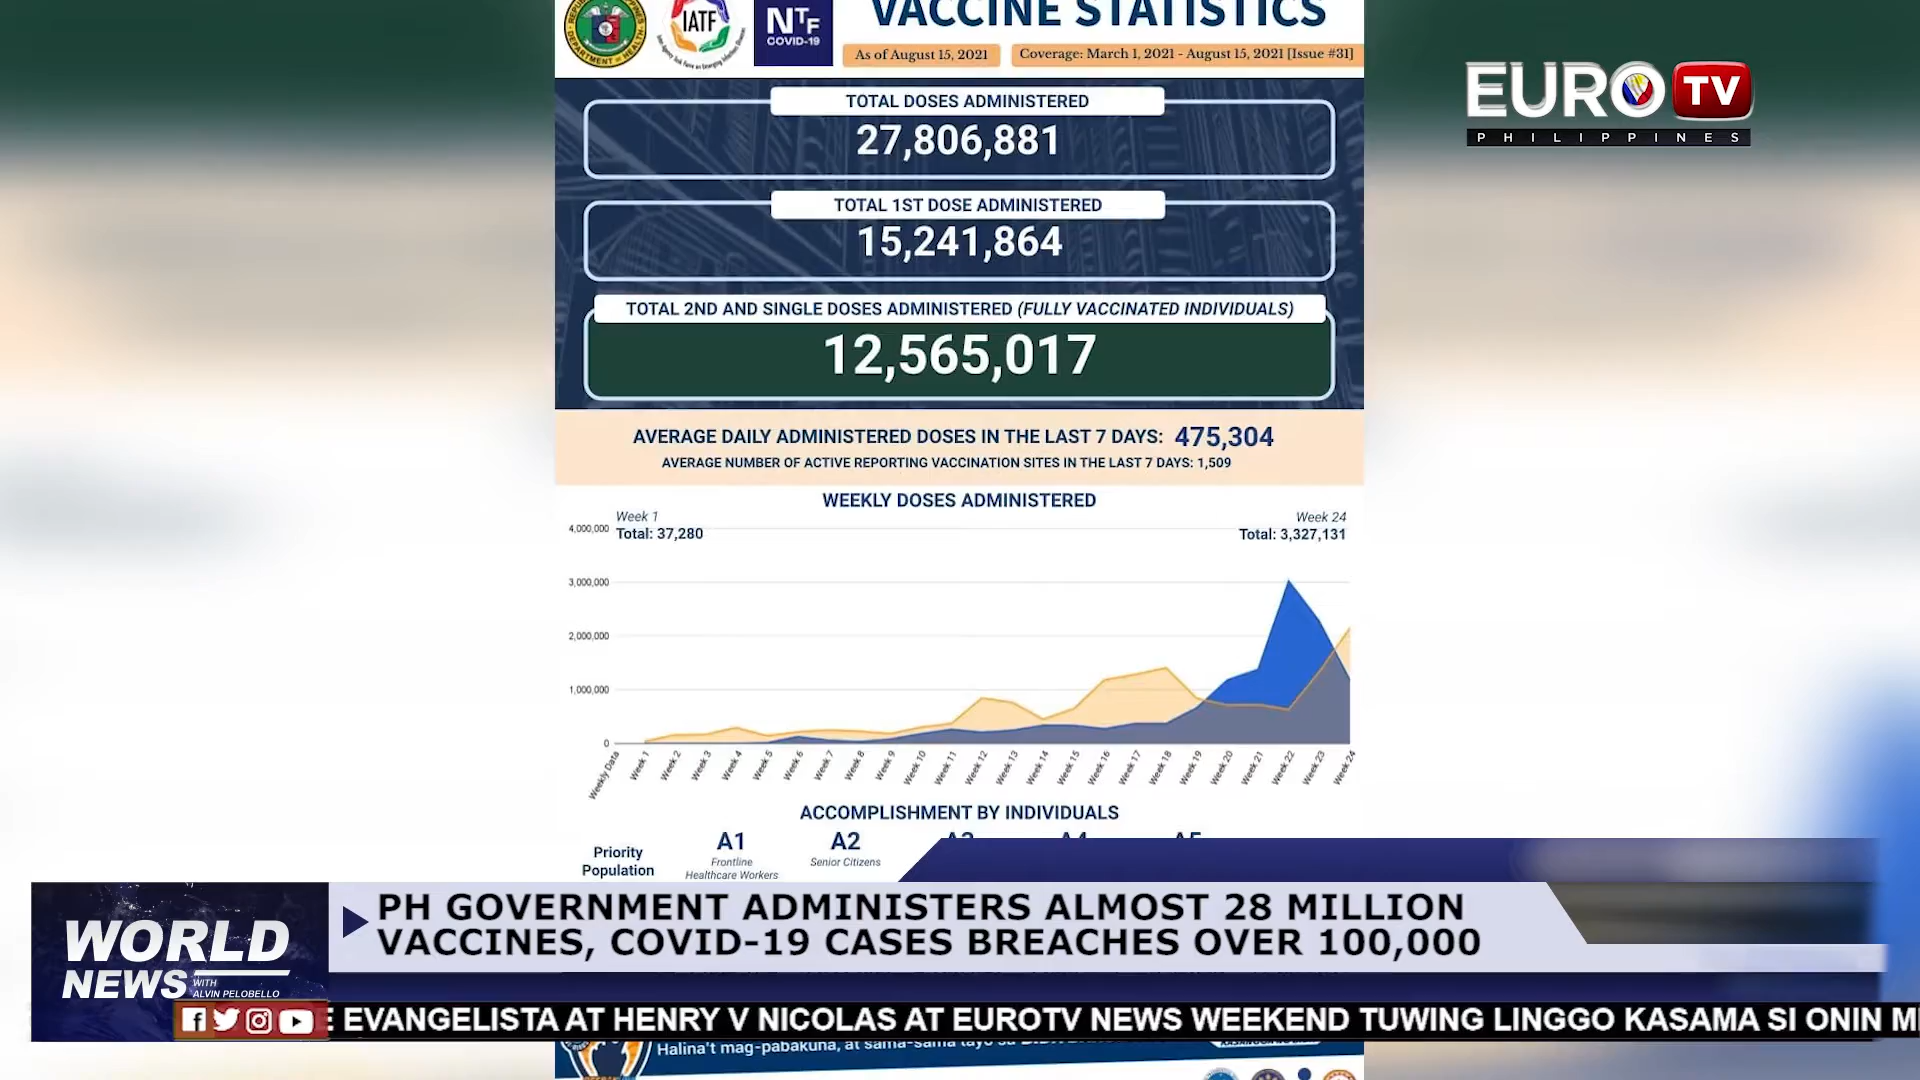 VACCINE STATISTICS
IATF
NTF
COVID-19
As of August 15, 2021
Coverage: March 1, 2021 - August 15, 2021 [Issue #31]
EURO TV
PHILIPPINES
TOTAL DOSES ADMINISTERED
27,806,881
TOTAL 1ST DOSE ADMINISTERED
15,241,864
TOTAL 2ND AND SINGLE DOSES ADMINISTERED (FULLY VACCINATED INDIVIDUALS)
12,565,017
AVERAGE DAILY ADMINISTERED DOSES IN THE LAST 7 DAYS: 475,304
AVERAGE NUMBER OF ACTIVE REPORTING VACCINATION SITES IN THE LAST 7 DAYS: 1,509
WEEKLY DOSES ADMINISTERED
Week 1
Total: 37,280
Week 24
Total: 3,327,131
4,000,000
3,000,000
2,000,000
1,000,000
0
Weekly Data
Week 1
Week 2
Week 3
Week 4
Week 5
Week 6
Week 7
Week 8
Week 9
Week 10
Week 11
Week 12
Week 13
Week 14
Week 15
Week 16
Week 17
Week 18
Week 19
Week 20
Week 21
Week 22
Week 23
Week 24
ACCOMPLISHMENT BY INDIVIDUALS
Priority Population
A1
Frontline Healthcare Workers
A2
Senior Citizens
A3
A4
A5
PH GOVERNMENT ADMINISTERS ALMOST 28 MILLION
VACCINES, COVID-19 CASES BREACHES OVER 100,000
WORLD
NEWS
WITH
ALVIN PELOBELLO
E EVANGELISTA AT HENRY V NICOLAS AT EUROTV NEWS WEEKEND TUWING LINGGO KASAMA SI ONIN MI
Halina't mag-pabakuna, at sama-sama tayo sa